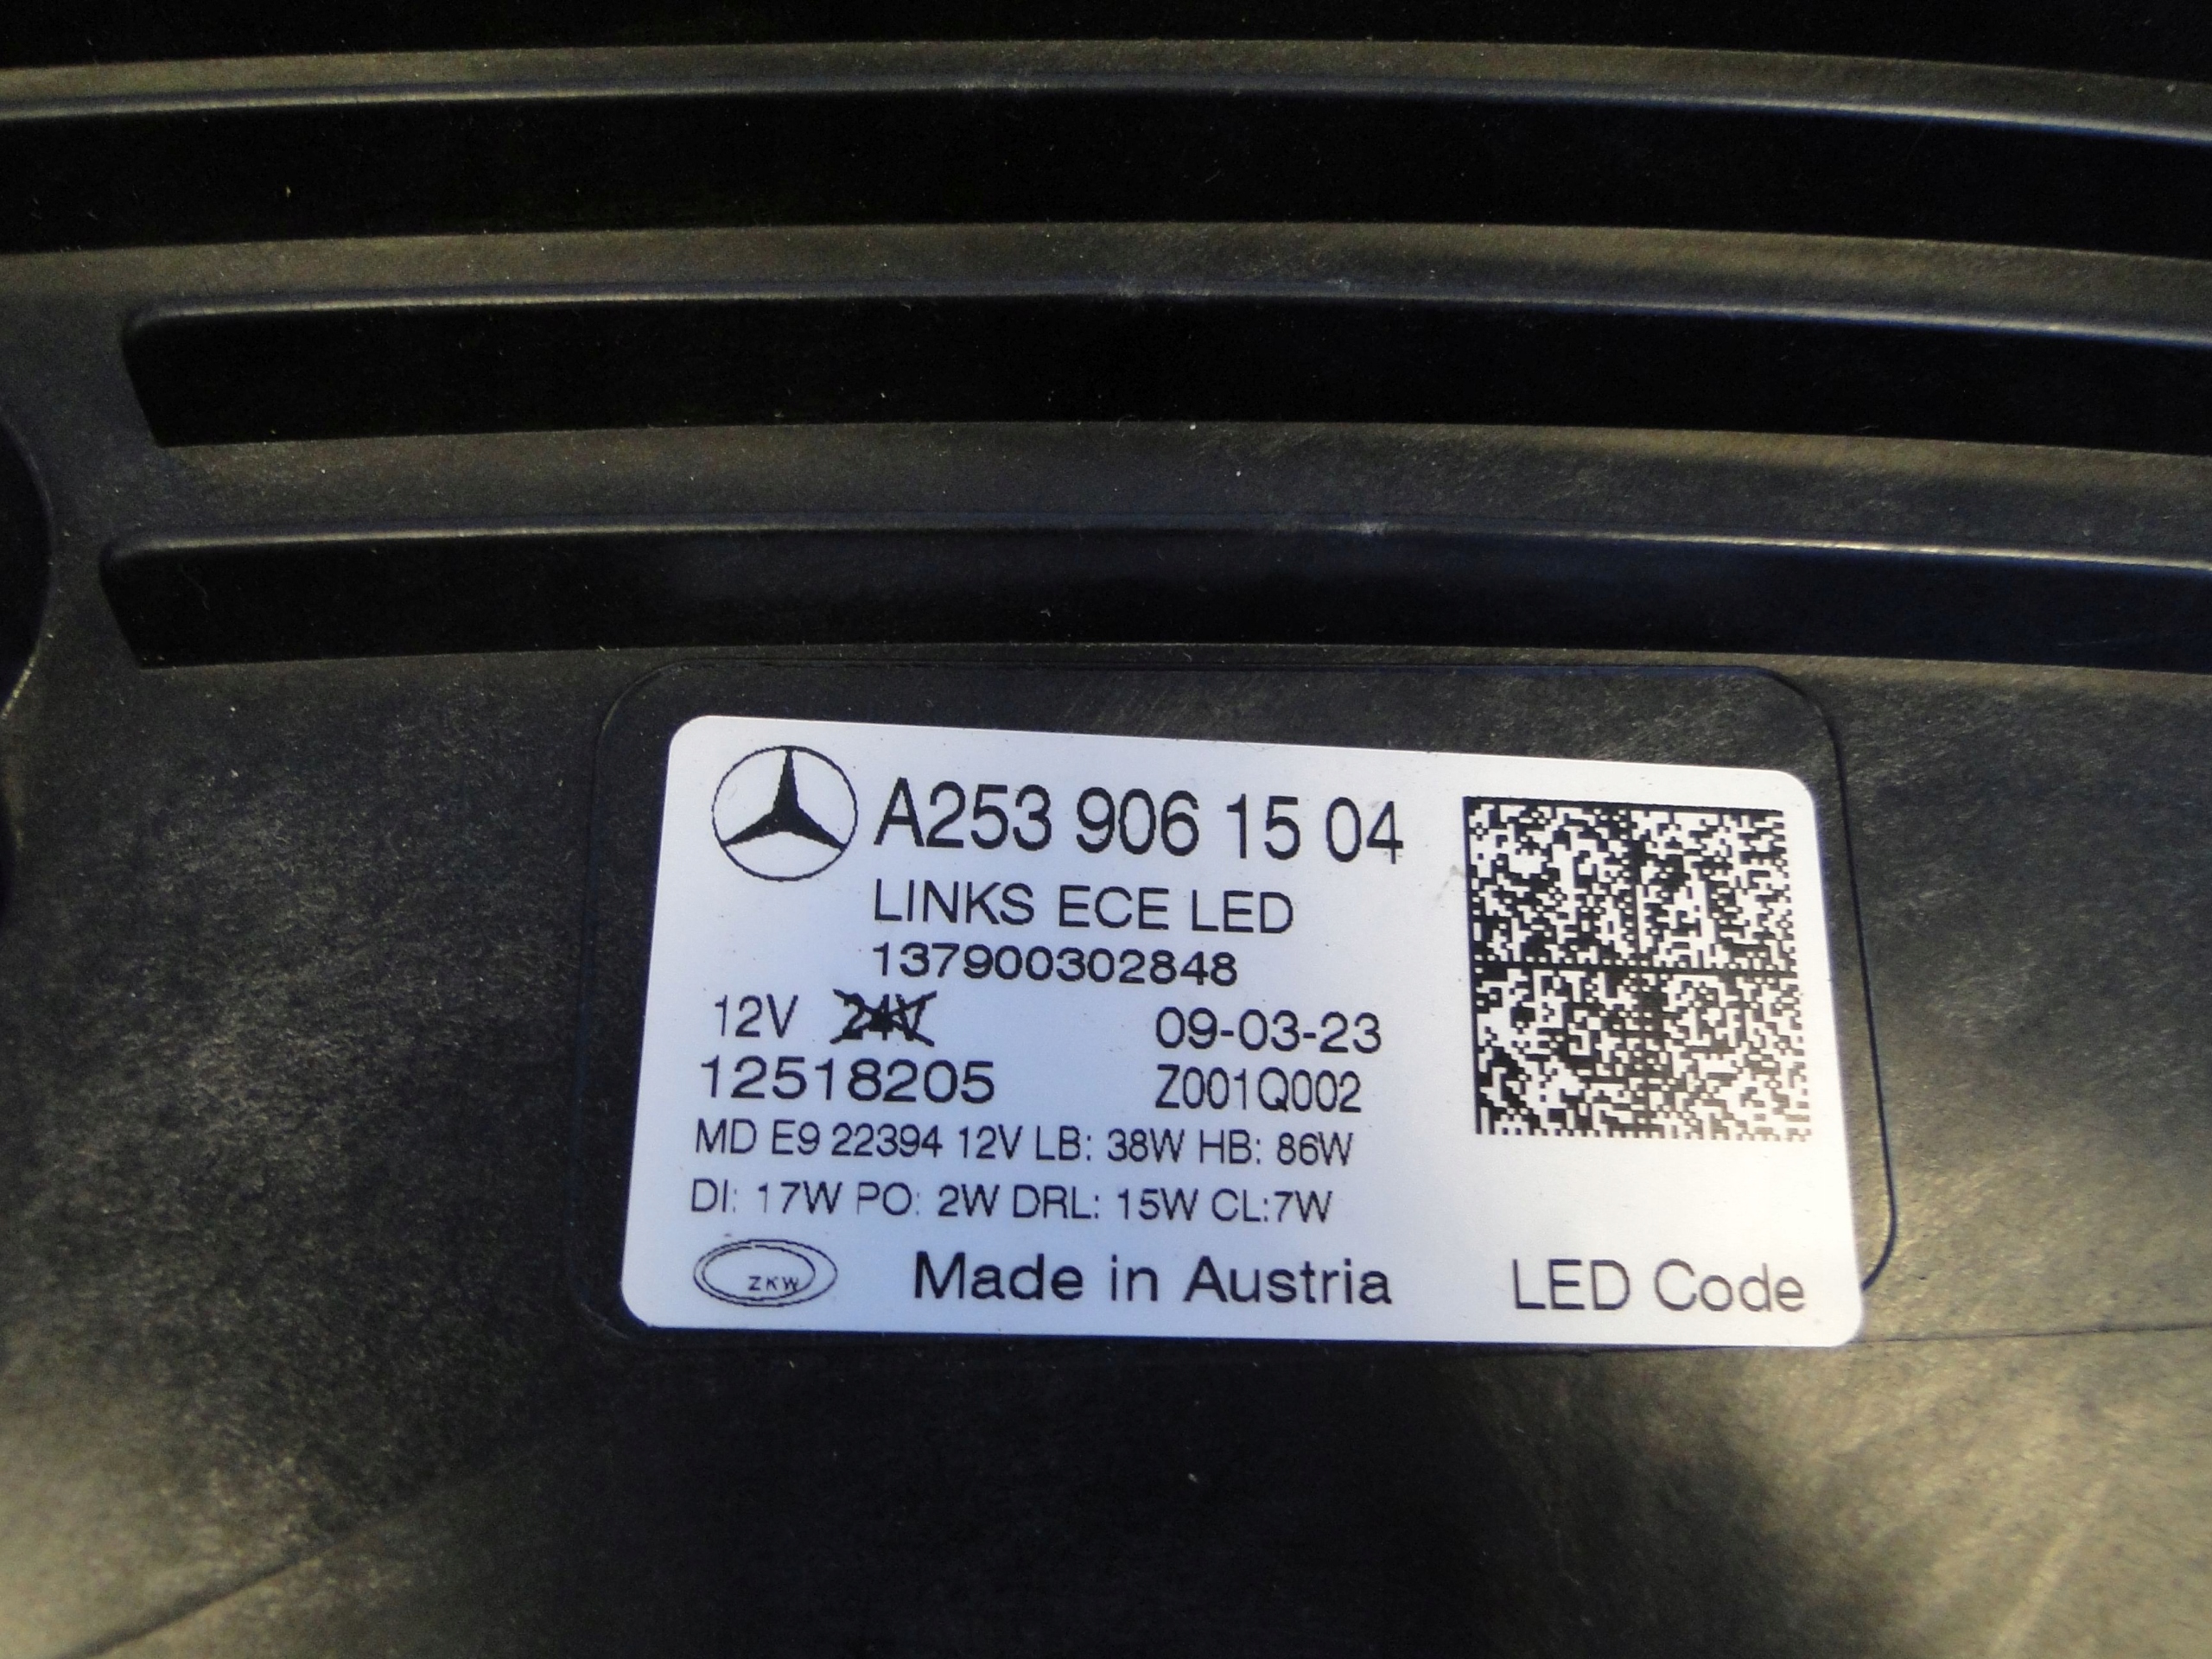 A253 906 15 04
LINKS ECE LED
137900302848
12V 24V 09-03-23
12518205 Z001Q002
MD E9 22394 12V LB: 38W HB: 86W
DI: 17W PO: 2W DRL: 15W CL:7W
ZKW Made in Austria LED Code